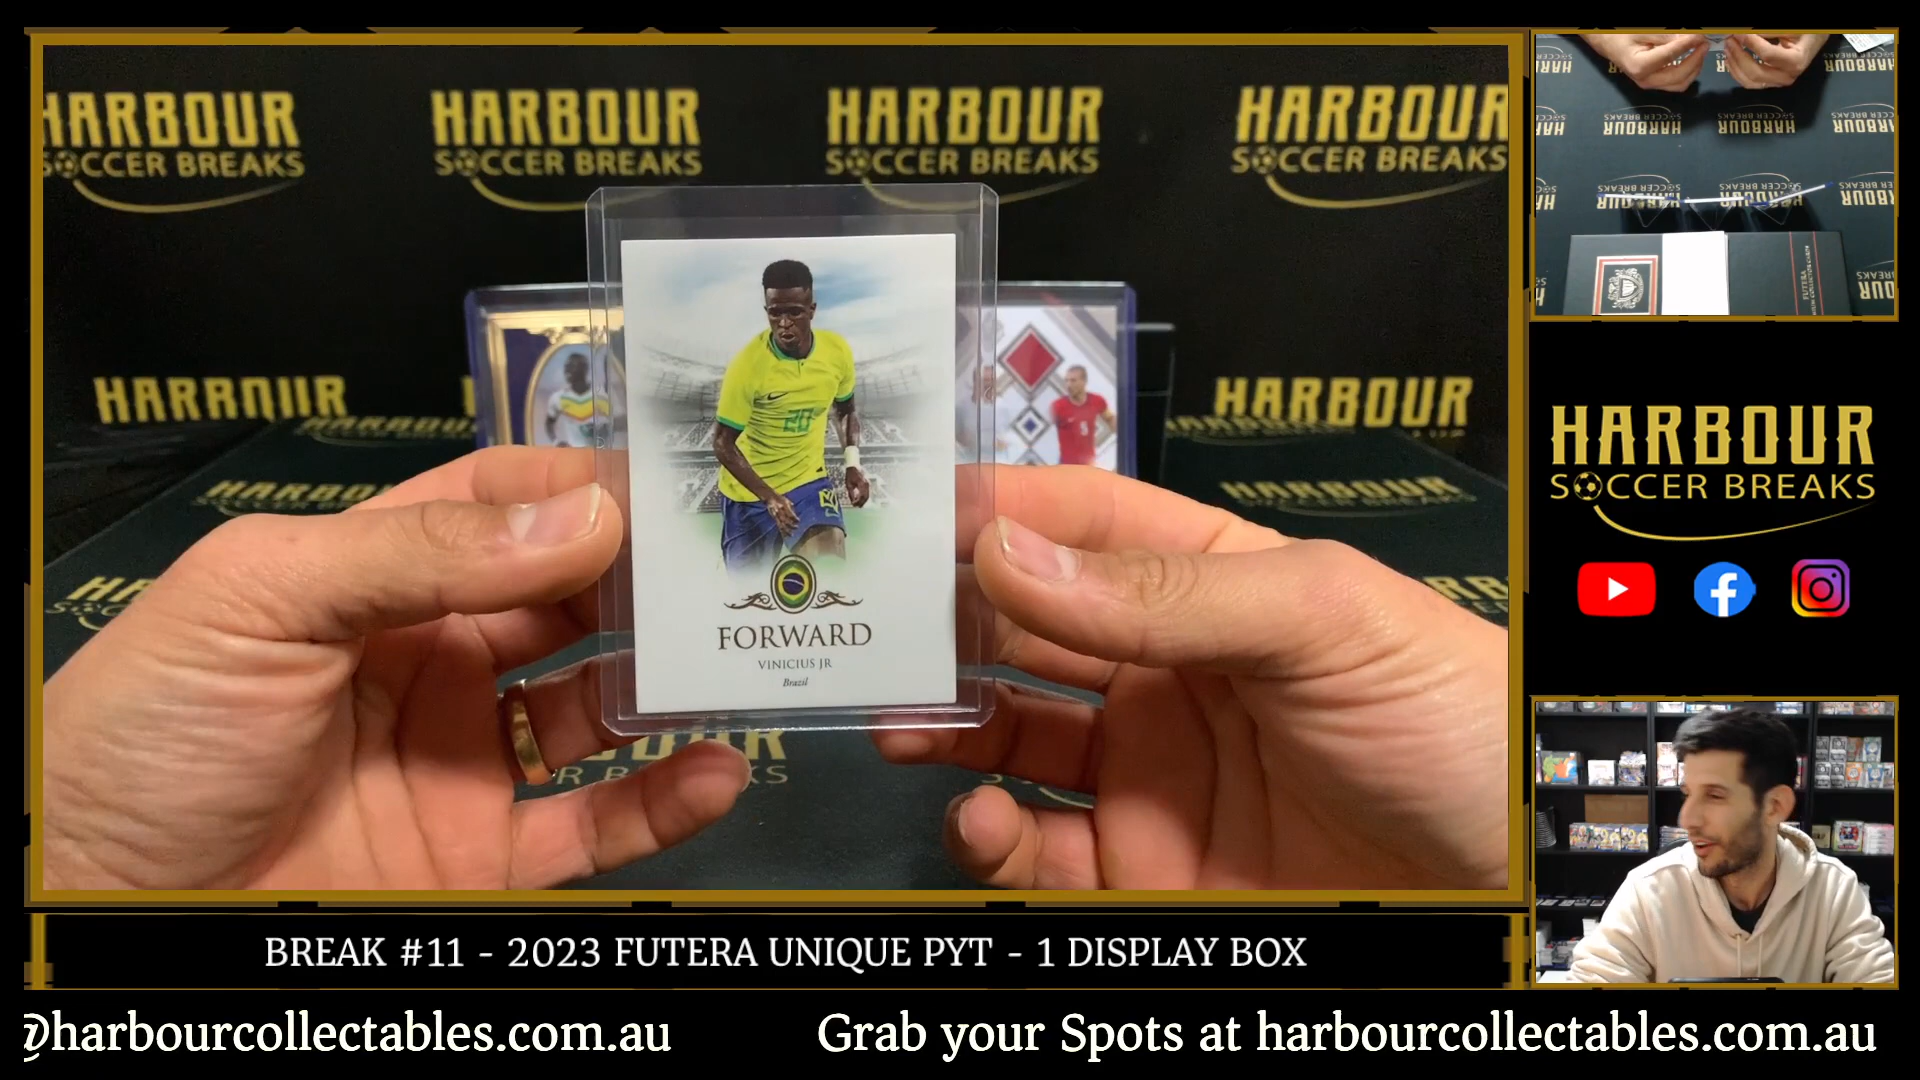 HARBOUR HARBOUR HARBOUR HARBOUR
SOCCER BREAKS SOCCER BREAKS SOCCER BREAKS SOCCER BREAKS
HARBOUR
HARBOUR
20
FORWARD
VINICIUS JR
Brazil
HARBOUR
SOCCER BREAKS
FUTERA
BREAK #11 - 2023 FUTERA UNIQUE PYT - 1 DISPLAY BOX
@harbourcollectables.com.au Grab your Spots at harbourcollectables.com.au